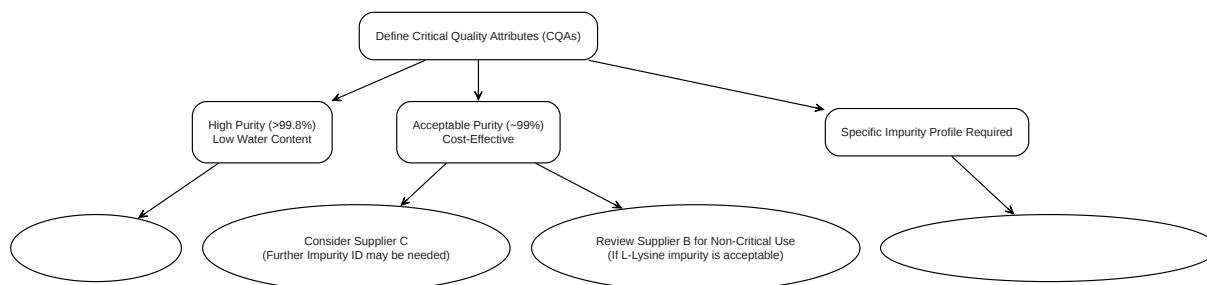 Define Critical Quality Attributes (CQAs)
High Purity (>99.8%)
Low Water Content
Acceptable Purity (~99%)
Cost-Effective
Specific Impurity Profile Required
Consider Supplier C
(Further Impurity ID may be needed)
Review Supplier B for Non-Critical Use
(If L-Lysine impurity is acceptable)